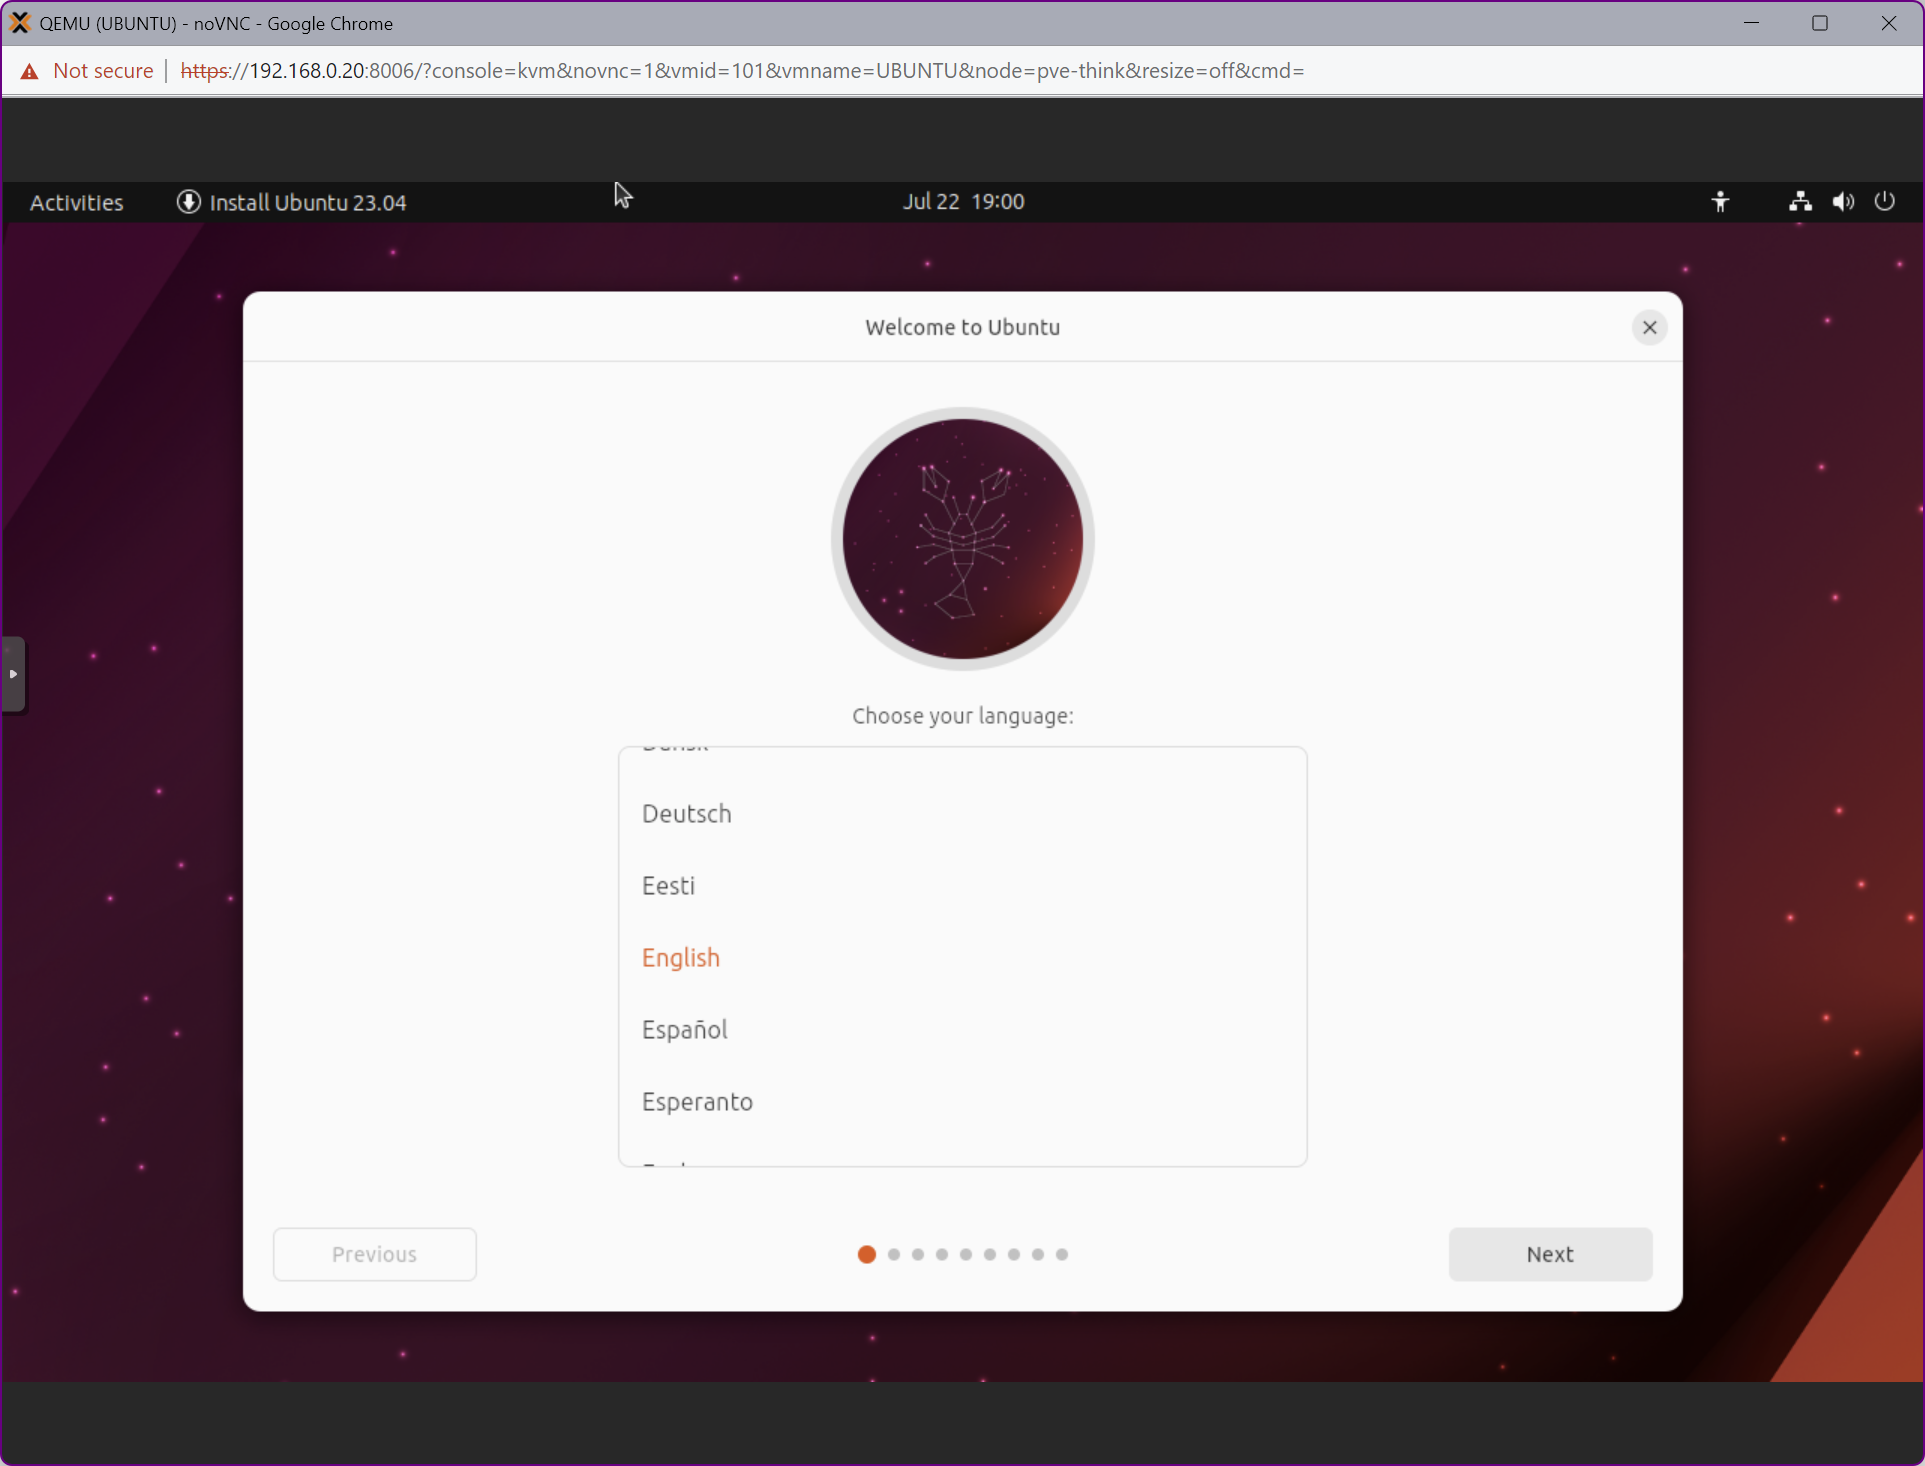 QEMU (UBUNTU) - noVNC - Google Chrome
Not secure | https://192.168.0.20:8006/?console=kvm&novnc=1&vmid=101&vmname=UBUNTU&node=pve-think&resize=off&cmd=
Activities Install Ubuntu 23.04 Jul 22 19:00
Welcome to Ubuntu
Choose your language:
Deutsch
Eesti
English
Español
Esperanto
Previous Next